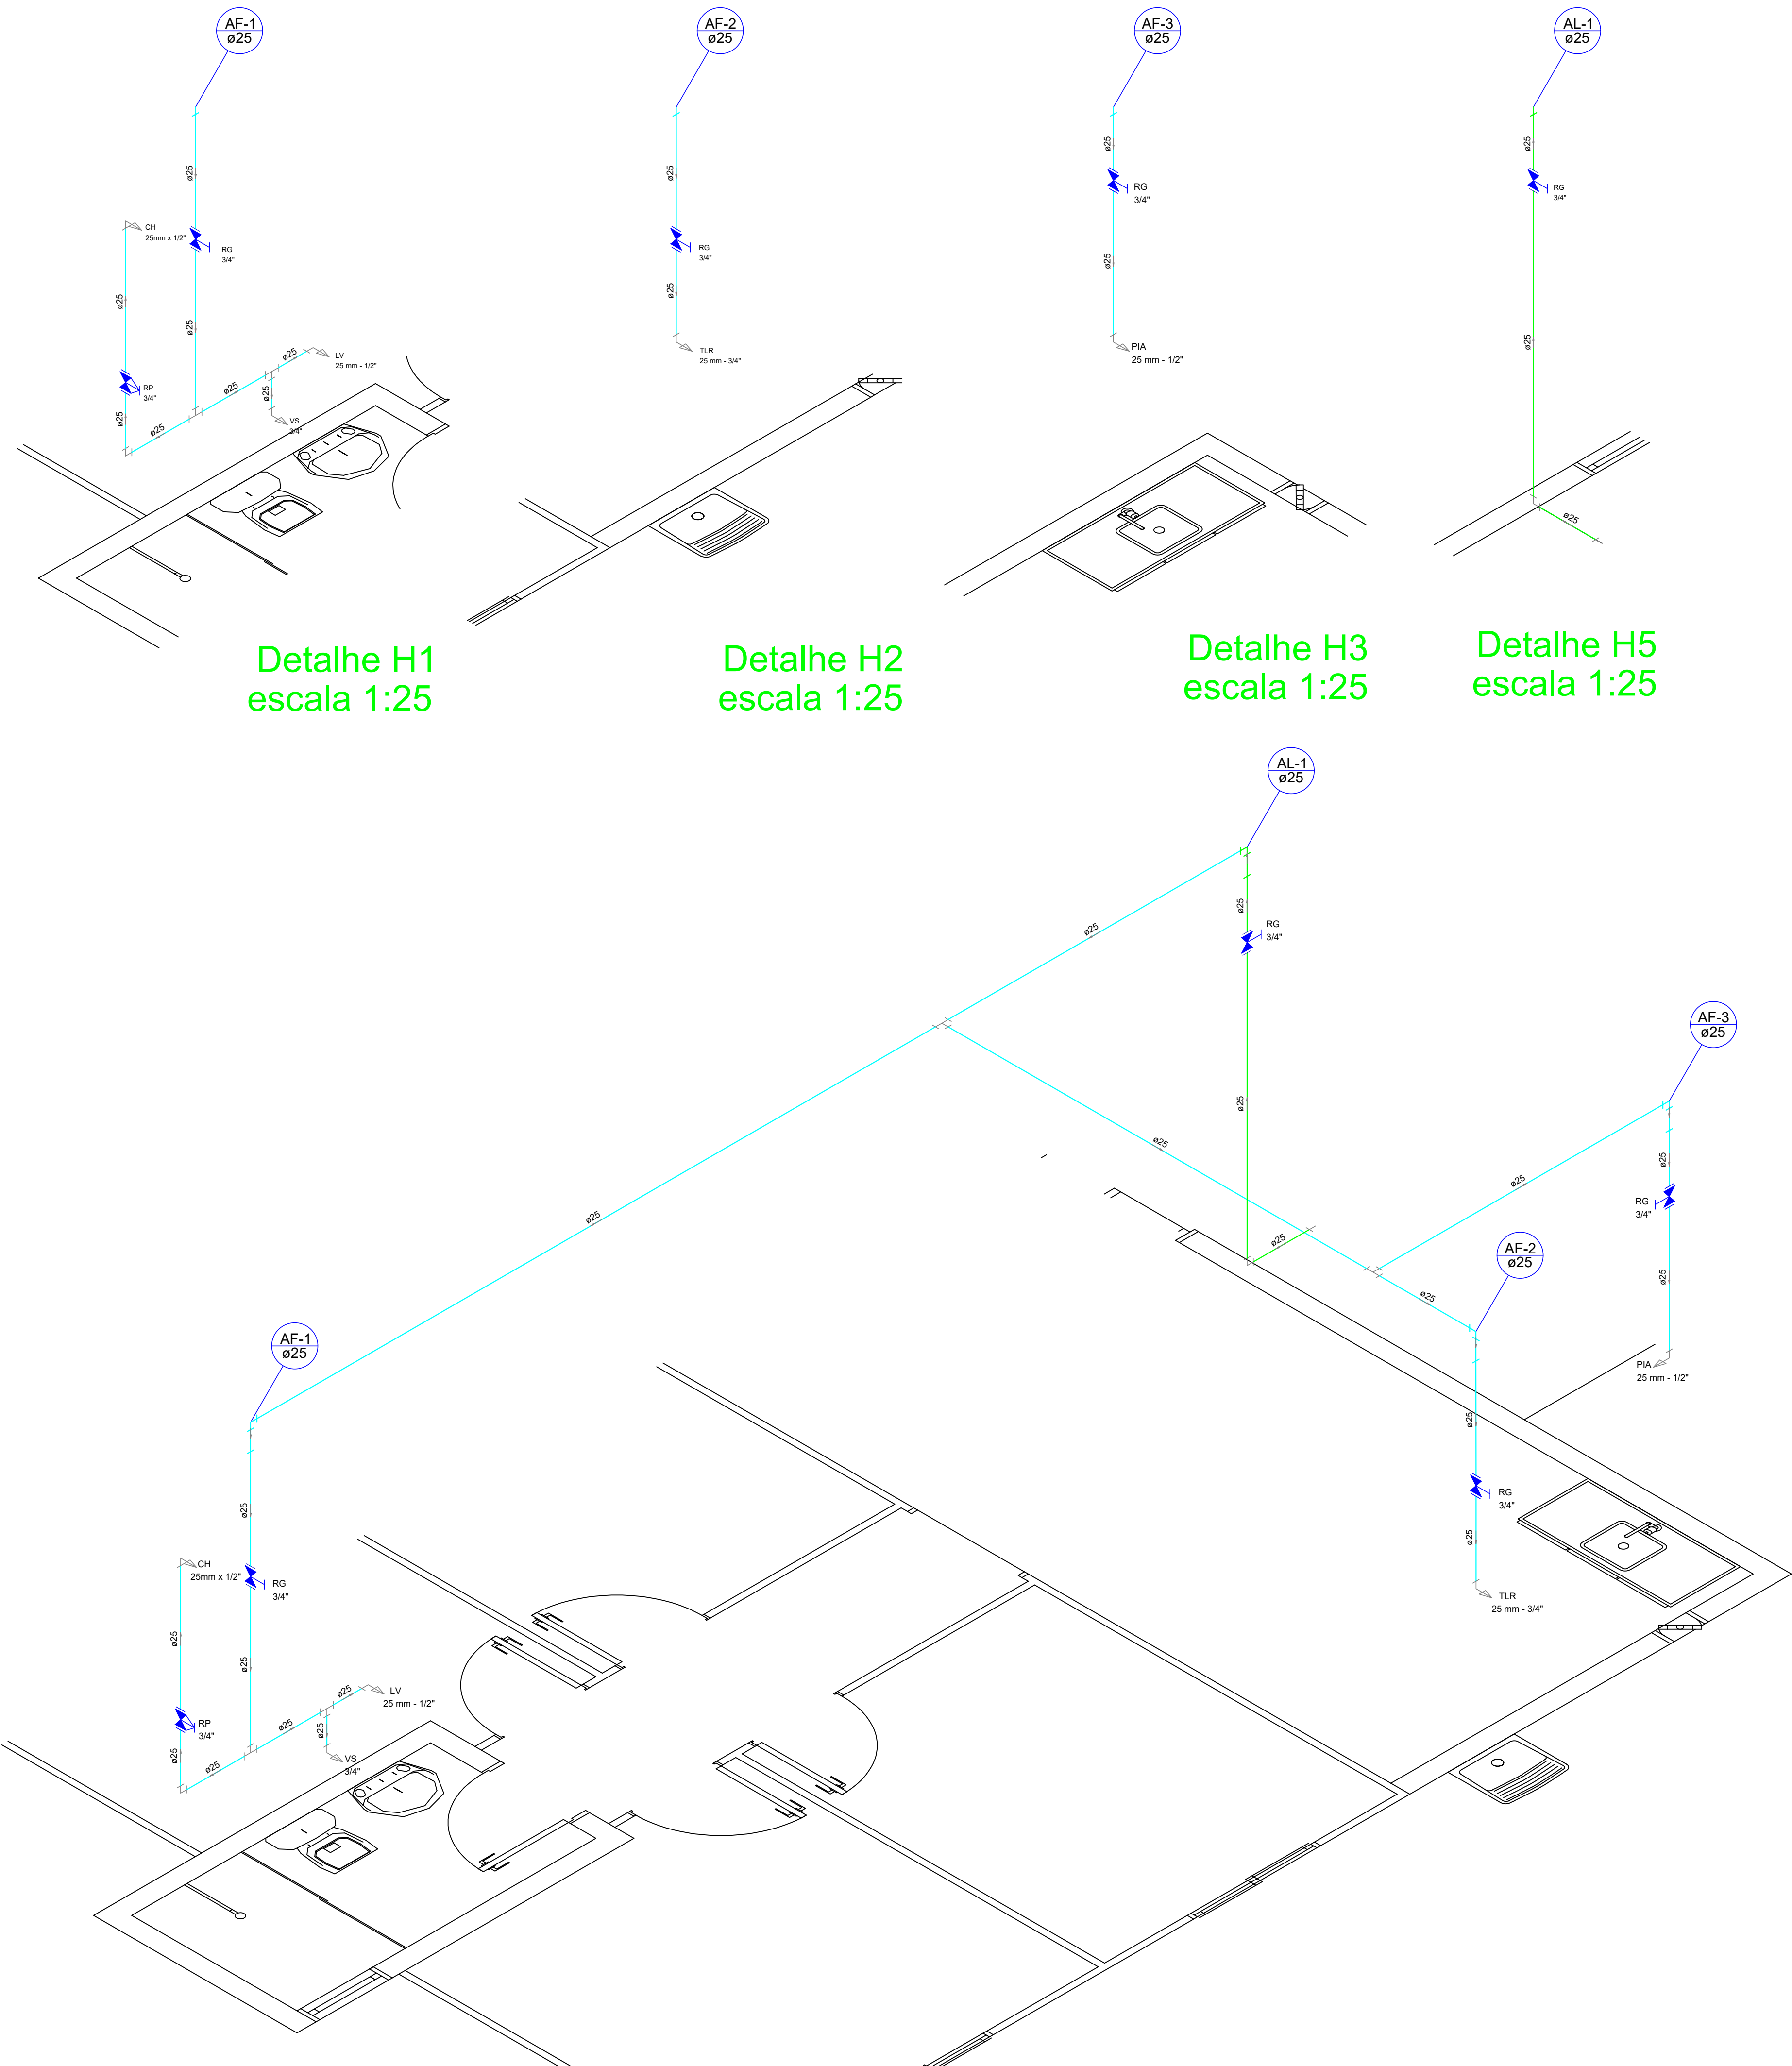 AF-1
ø25
ø25
CH
25mm x 1/2"
RG
3/4"
ø25
ø25
RP
3/4"
ø25
ø25
ø25
ø25
LV
25 mm - 1/2"
ø25
VS
3/4"
Detalhe H1
escala 1:25
AF-2
ø25
ø25
RG
3/4"
ø25
TLR
25 mm - 3/4"
Detalhe H2
escala 1:25
AF-3
ø25
ø25
RG
3/4"
ø25
PIA
25 mm - 1/2"
Detalhe H3
escala 1:25
AL-1
ø25
ø25
RG
3/4"
ø25
ø25
Detalhe H5
escala 1:25
AL-1
ø25
ø25
ø25
RG
3/4"
ø25
ø25
ø25
ø25
ø25
ø25
AF-3
ø25
ø25
RG
3/4"
ø25
PIA
25 mm - 1/2"
AF-2
ø25
ø25
RG
3/4"
ø25
TLR
25 mm - 3/4"
AF-1
ø25
ø25
CH
25mm x 1/2"
RG
3/4"
ø25
ø25
RP
3/4"
ø25
ø25
ø25
ø25
LV
25 mm - 1/2"
ø25
VS
3/4"